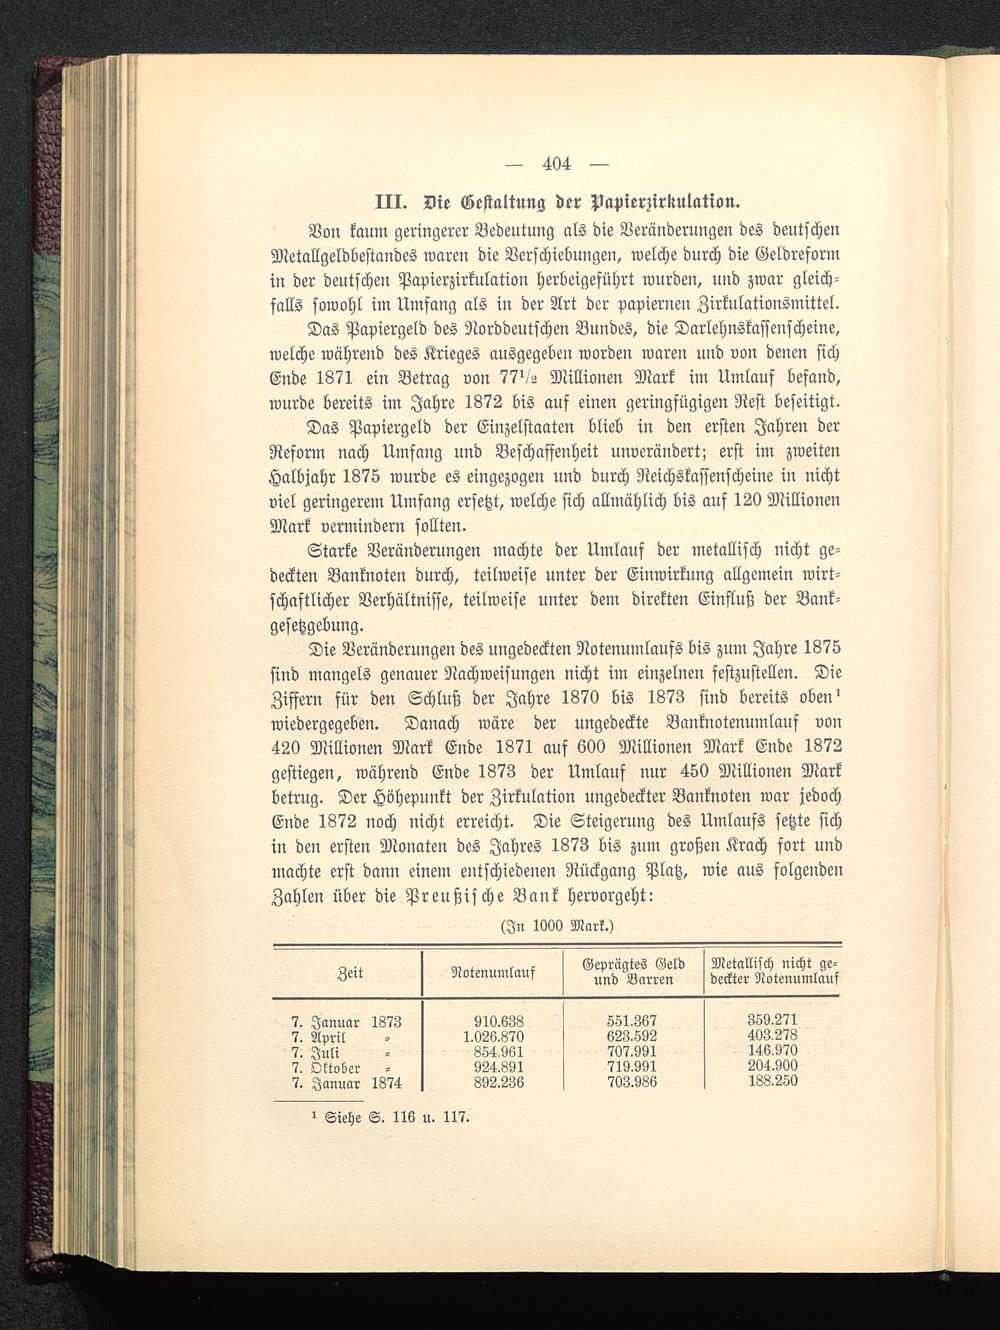 — 404 —
III. Die Gestaltung der Papierzirkulation.
Von kaum geringerer Bedeutung als die Veränderungen des deutschen
Metallgeldbestandes waren die Verschiebungen, welche durch die Geldreform
in der deutschen Papierzirkulation herbeigeführt wurden, und zwar gleich-
falls sowohl im Umfang als in der Art der papiernen Zirkulationsmittel.
Das Papiergeld des Norddeutschen Bundes, die Darlehnskassenscheine,
welche während des Krieges ausgegeben worden waren und von denen sich
Ende 1871 ein Betrag von 77¹/₂ Millionen Mark im Umlauf befand,
wurde bereits im Jahre 1872 bis auf einen geringfügigen Rest beseitigt.
Das Papiergeld der Einzelstaaten blieb in den ersten Jahren der
Reform nach Umfang und Beschaffenheit unverändert; erst im zweiten
Halbjahr 1875 wurde es eingezogen und durch Reichskassenscheine in nicht
viel geringerem Umfang ersetzt, welche sich allmählich bis auf 120 Millionen
Mark vermindern sollten.
Starke Veränderungen machte der Umlauf der metallisch nicht ge-
deckten Banknoten durch, teilweise unter der Einwirkung allgemein wirt-
schaftlicher Verhältnisse, teilweise unter dem direkten Einfluß der Bank-
gesetzgebung.
Die Veränderungen des ungedeckten Notenumlaufs bis zum Jahre 1875
sind mangels genauer Nachweisungen nicht im einzelnen festzustellen. Die
Ziffern für den Schluß der Jahre 1870 bis 1873 sind bereits oben¹
wiedergegeben. Danach wäre der ungedeckte Banknotenumlauf von
420 Millionen Mark Ende 1871 auf 600 Millionen Mark Ende 1872
gestiegen, während Ende 1873 der Umlauf nur 450 Millionen Mark
betrug. Der Höhepunkt der Zirkulation ungedeckter Banknoten war jedoch
Ende 1872 noch nicht erreicht. Die Steigerung des Umlaufs setzte sich
in den ersten Monaten des Jahres 1873 bis zum großen Krach fort und
machte erst dann einem entschiedenen Rückgang Platz, wie aus folgenden
Zahlen über die Preußische Bank hervorgeht:
(In 1000 Mark.)
Zeit Notenumlauf Geprägtes Geld und Barren Metallisch nicht ge- deckter Notenumlauf
7. Januar 1873 910.638 551.367 359.271
7. April " 1.026.870 623.592 403.278
7. Juli " 854.961 707.991 146.970
7. Oktober " 924.891 719.991 204.900
7. Januar 1874 892.236 703.986 188.250
¹ Siehe S. 116 u. 117.